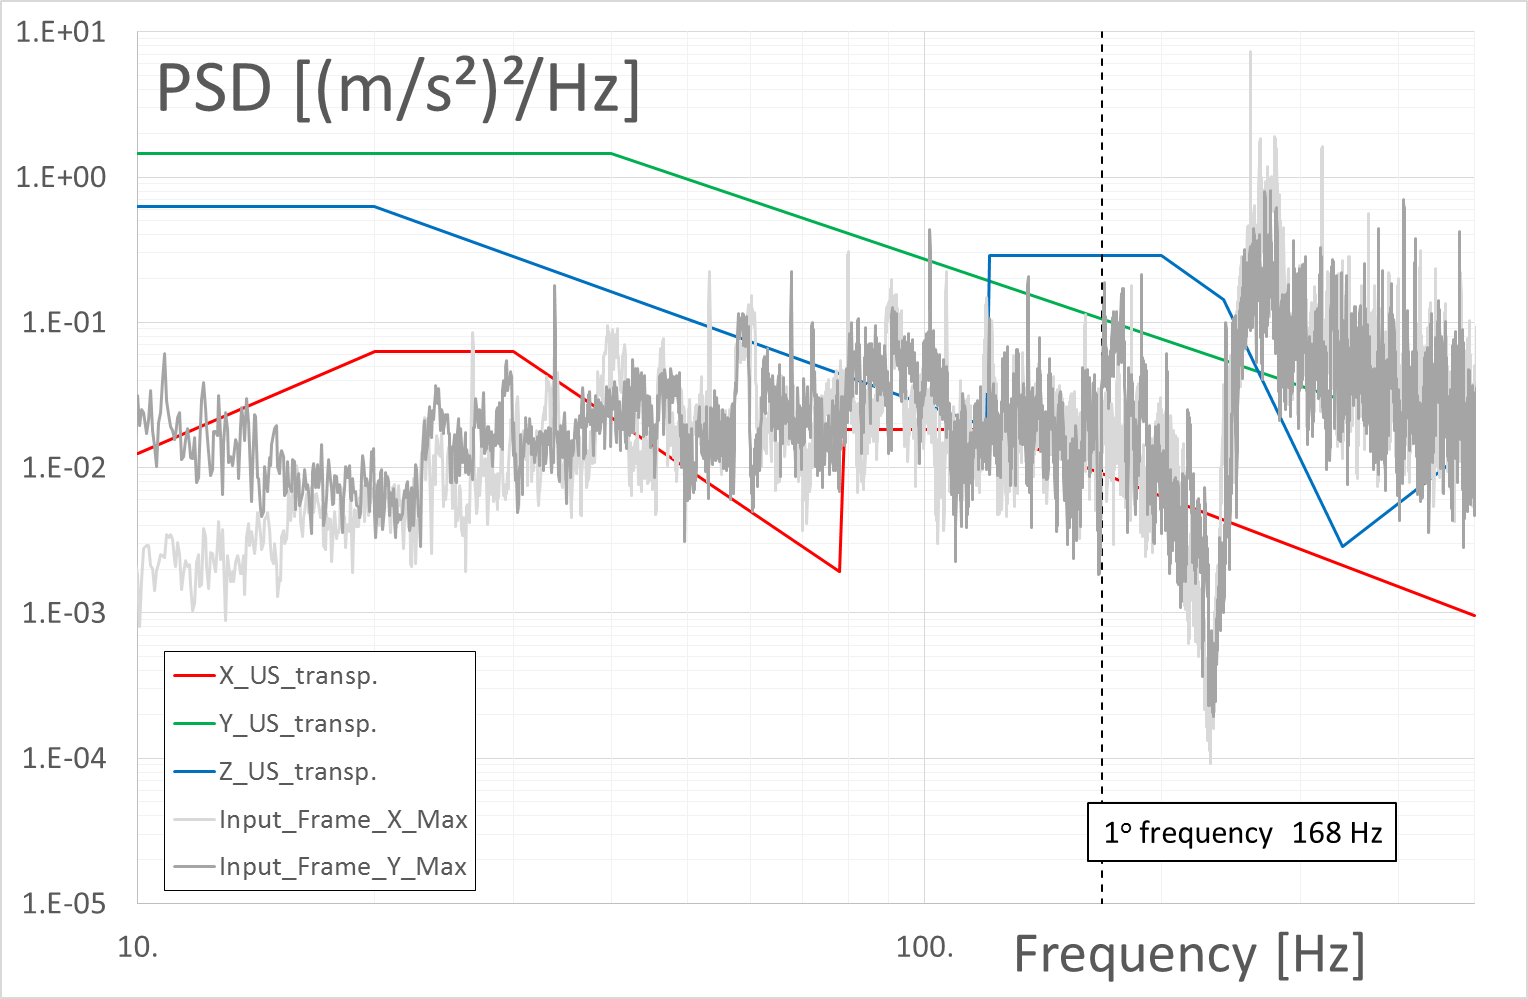 1.E+01
PSD [(m/s²)²/Hz]
1.E+00
1.E-01
1.E-02
1.E-03
1.E-04
1.E-05
X_US_transp.
Y_US_transp.
Z_US_transp.
Input_Frame_X_Max
Input_Frame_Y_Max
1º frequency 168 Hz
10.
100.
Frequency [Hz]